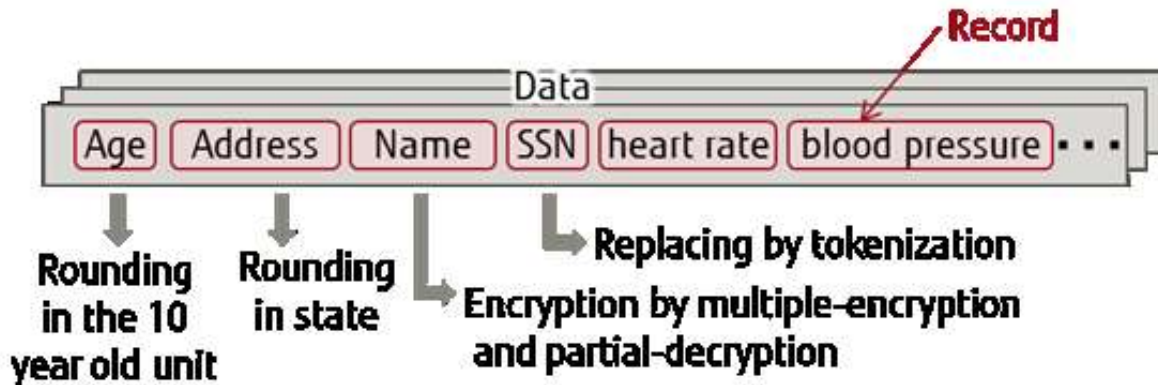 Record
Data
Age Address Name SSN heart rate blood pressure ...
Replacing by tokenization
Rounding
in the 10
year old unit
Rounding
in state
Encryption by multiple-encryption
and partial-decryption